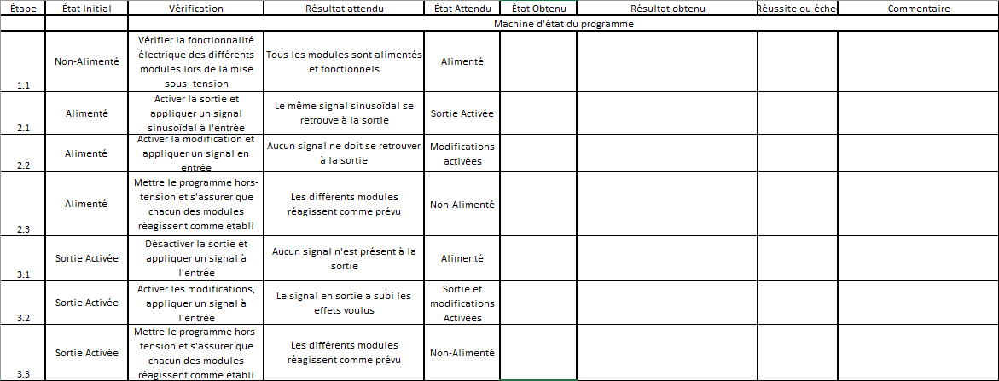 Étape État Initial Vérification Résultat attendu État Attendu État Obtenu Résultat obtenu Réussite ou éche Commentaire
Machine d'état du programme
1.1
Non-Alimenté
Vérifier la fonctionnalité
électrique des différents
modules lors de la mise
sous -tension
Tous les modules sont alimentés
et fonctionnels
Alimenté
2.1
Alimenté
Activer la sortie et
appliquer un signal
sinusoïdal à l'entrée
Le même signal sinusoïdal se
retrouve à la sortie
Sortie Activée
2.2
Alimenté
Activer la modification et
appliquer un signal en
entrée
Aucun signal ne doit se retrouver
à la sortie
Modifications
activées
2.3
Alimenté
Mettre le programme hors-
tension et s'assurer que
chacun des modules
réagissent comme établi
Les différents modules
réagissent comme prévu
Non-Alimenté
3.1
Sortie Activée
Désactiver la sortie et
appliquer un signal à
l'entrée
Aucun signal n'est présent à la
sortie
Alimenté
3.2
Sortie Activée
Activer les modifications,
appliquer un signal à
l'entrée
Le signal en sortie a subi les
effets voulus
Sortie et
modifications
Activées
3.3
Sortie Activée
Mettre le programme hors-
tension et s'assurer que
chacun des modules
réagissent comme établi
Les différents modules
réagissent comme prévu
Non-Alimenté